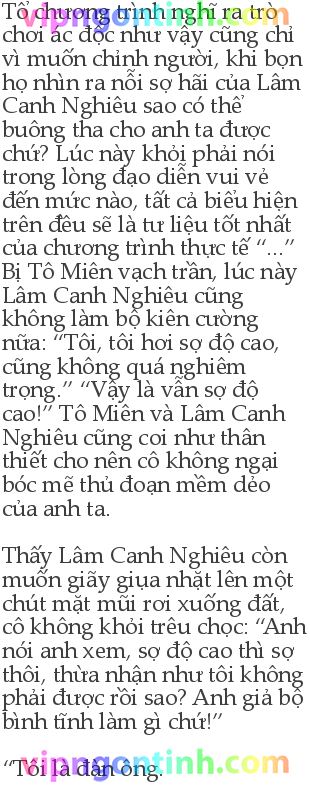 Tổ chương trình nghĩ ra trò
vipngontinh.com
chơi ác độc như vậy cũng chỉ
vì muốn chỉnh người, khi bọn
họ nhìn ra nỗi sợ hãi của Lâm
Canh Nghiêu sao có thể
buông tha cho anh ta được
chứ? Lúc này khỏi phải nói
trong lòng đạo diễn vui vẻ
đến mức nào, tất cả biểu hiện
trên đều sẽ là tư liệu tốt nhất
của chương trình thực tế “...”
Bị Tô Miên vạch trần, lúc này
Lâm Canh Nghiêu cũng
không làm bộ kiên cường
nữa: “Tôi, tôi hơi sợ độ cao,
cũng không quá nghiêm
trọng.” “Vậy là vẫn sợ độ
cao!” Tô Miên và Lâm Canh
Nghiêu cũng coi như thân
thiết cho nên cô không ngại
bóc mẽ thủ đoạn mềm dẻo
của anh ta.
Thấy Lâm Canh Nghiêu còn
muốn giãy giụa nhặt lên một
chút mặt mũi rơi xuống đất,
cô không khỏi trêu chọc: “Anh
nói anh xem, sợ độ cao thì sợ
thôi, thừa nhận như tôi không
phải được rồi sao? Anh giả bộ
bình tĩnh làm gì chứ!”
vipngontinh.com
“Tôi là đàn ông.